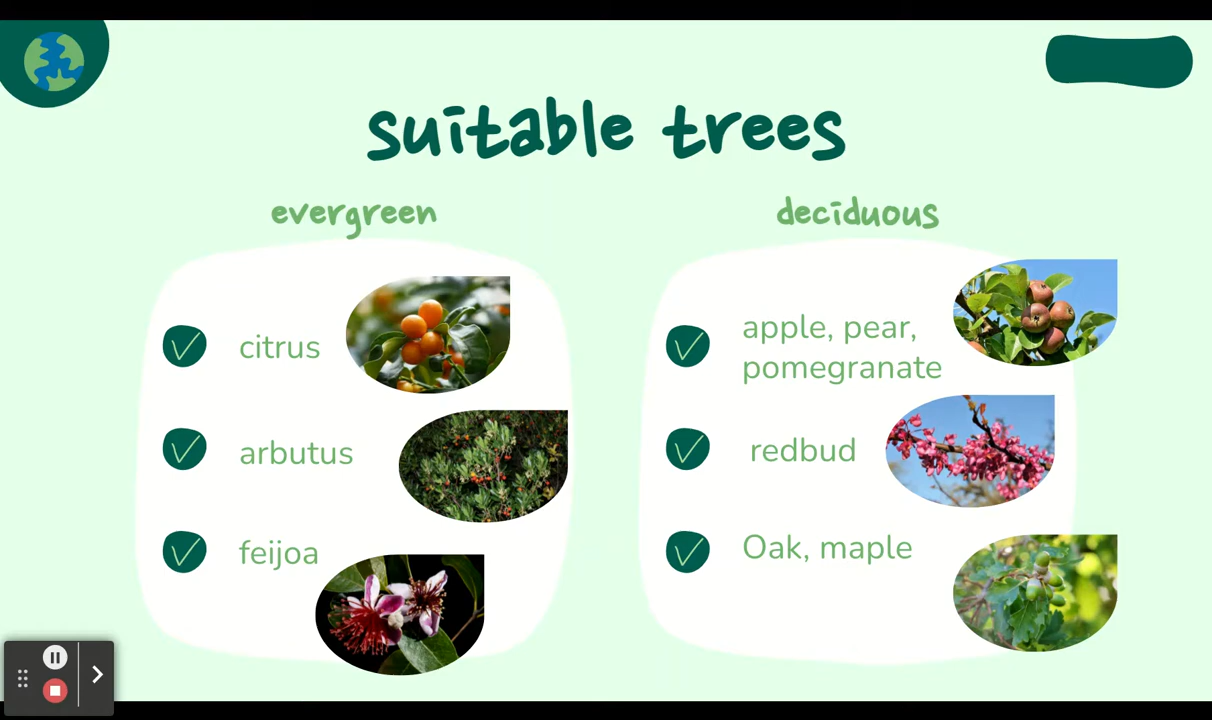 suitable trees
evergreen
citrus
arbutus
feijoa
deciduous
apple, pear,
pomegranate
redbud
Oak, maple